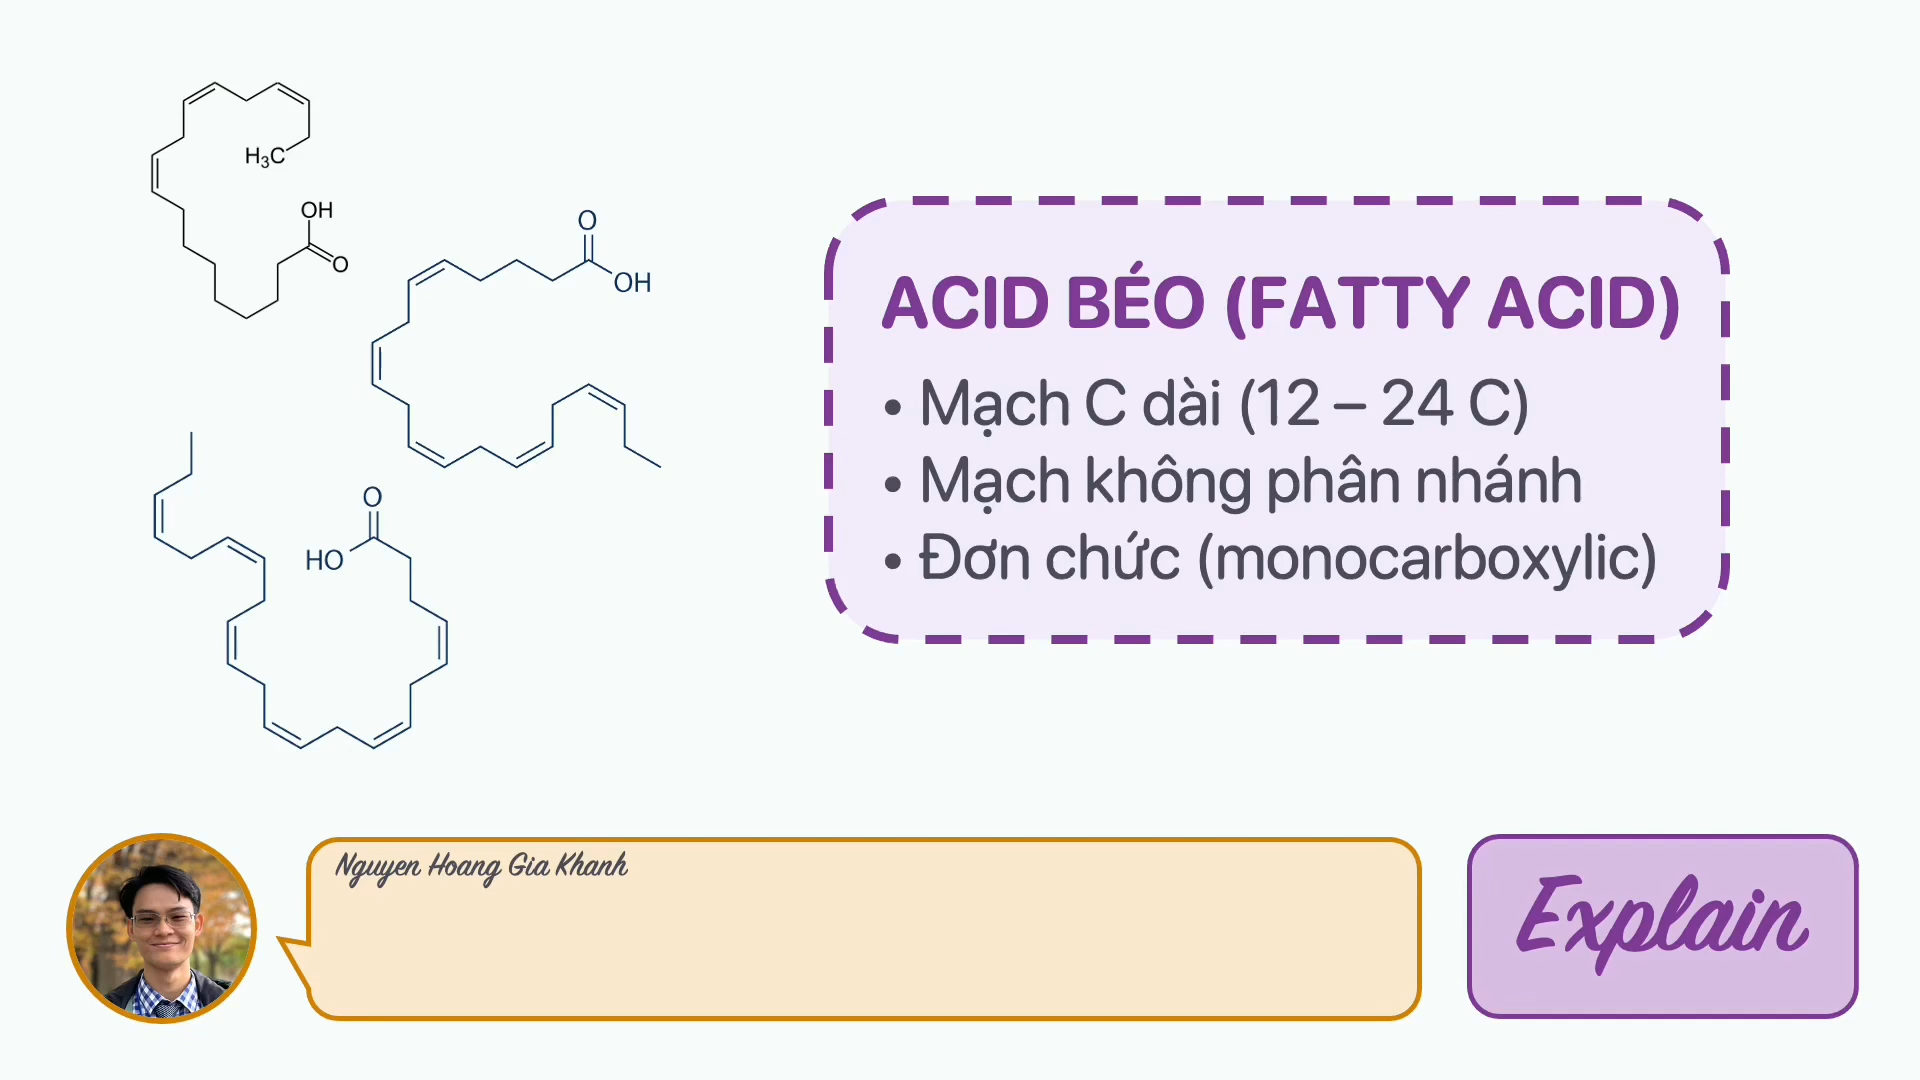 H₃C
OH
O
O
OH
O
HO
ACID BÉO (FATTY ACID)
• Mạch C dài (12 – 24 C)
• Mạch không phân nhánh
• Đơn chức (monocarboxylic)
Nguyen Hoang Gia Khanh
Explain